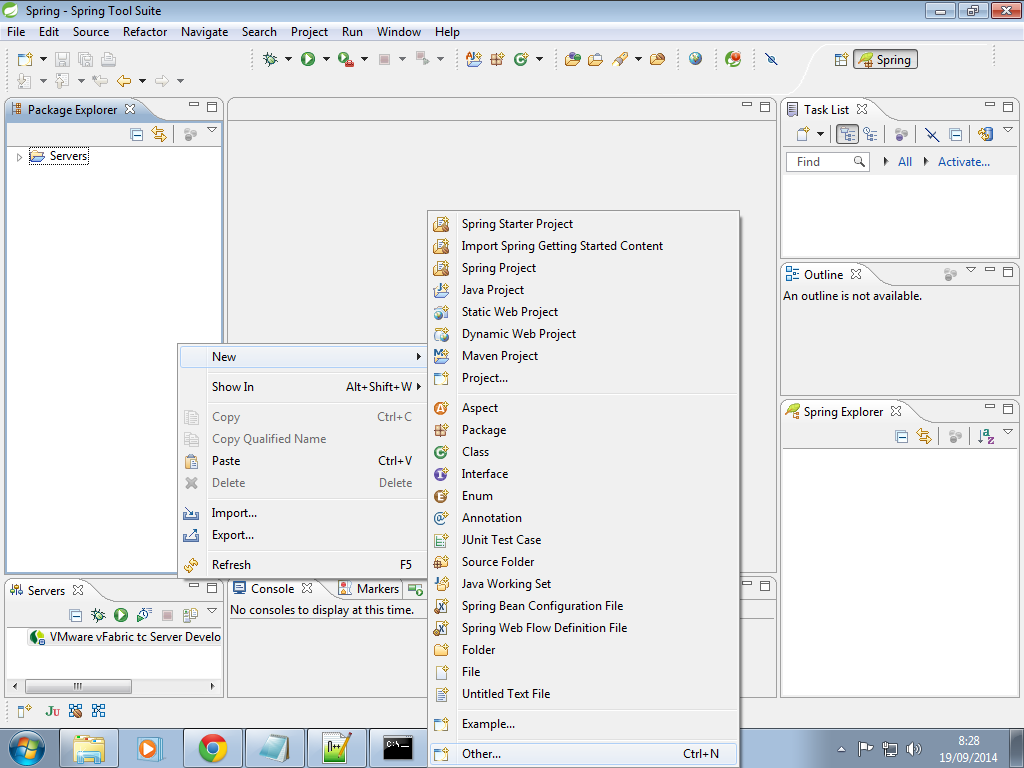 Spring - Spring Tool Suite
File Edit Source Refactor Navigate Search Project Run Window Help
Spring
Package Explorer
Servers
Task List
Find
All
Activate...
Outline
An outline is not available.
Spring Explorer
New
Show In Alt+Shift+W
Copy Ctrl+C
Copy Qualified Name
Paste Ctrl+V
Delete Delete
Import...
Export...
Refresh F5
Spring Starter Project
Import Spring Getting Started Content
Spring Project
Java Project
Static Web Project
Dynamic Web Project
Maven Project
Project...
Aspect
Package
Class
Interface
Enum
Annotation
JUnit Test Case
Source Folder
Java Working Set
Spring Bean Configuration File
Spring Web Flow Definition File
Folder
File
Untitled Text File
Example...
Other... Ctrl+N
Servers
VMware vFabric tc Server Develo
Console
Markers
No consoles to display at this time.
Ju
C:\
8:28
19/09/2014